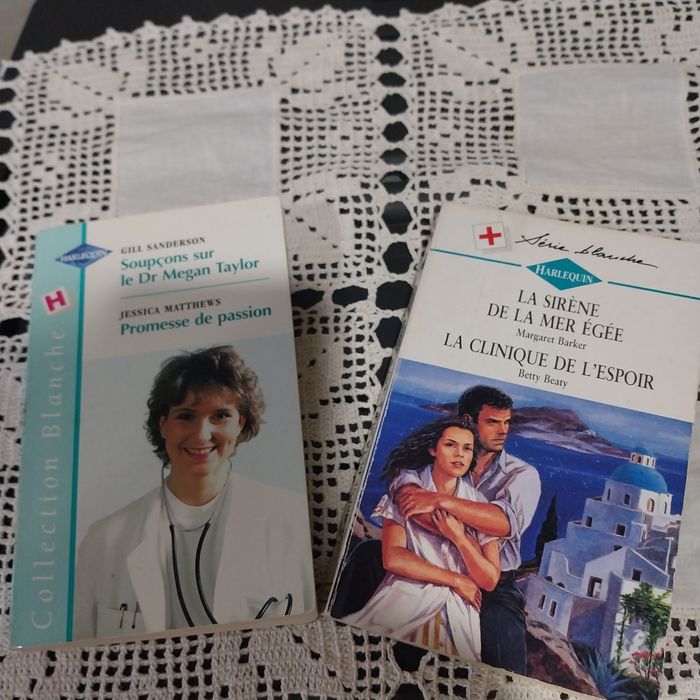 HARLEQUIN
GILL SANDERSON
Soupçons sur
le Dr Megan Taylor
JESSICA MATTHEWS
Promesse de passion
H
Collection Blanche
Série blanche
HARLEQUIN
LA SIRÈNE
DE LA MER ÉGÉE
Margaret Barker
LA CLINIQUE DE L'ESPOIR
Betty Beaty